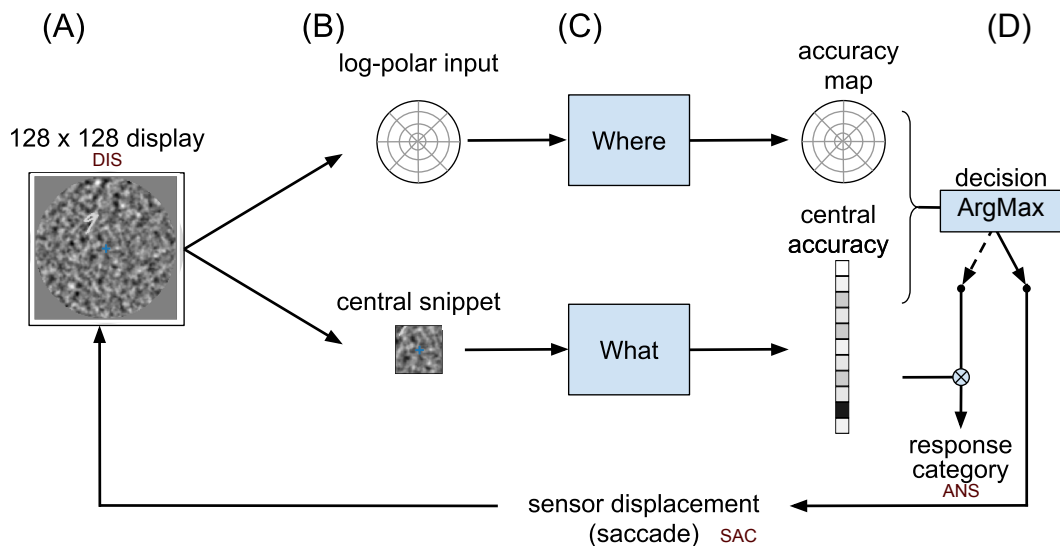 (A)
(B)
(C)
(D)
log-polar input
accuracy
map
128 x 128 display
DIS
Where
decision
ArgMax
central
accuracy
central snippet
What
response
category
ANS
sensor displacement
(saccade) SAC